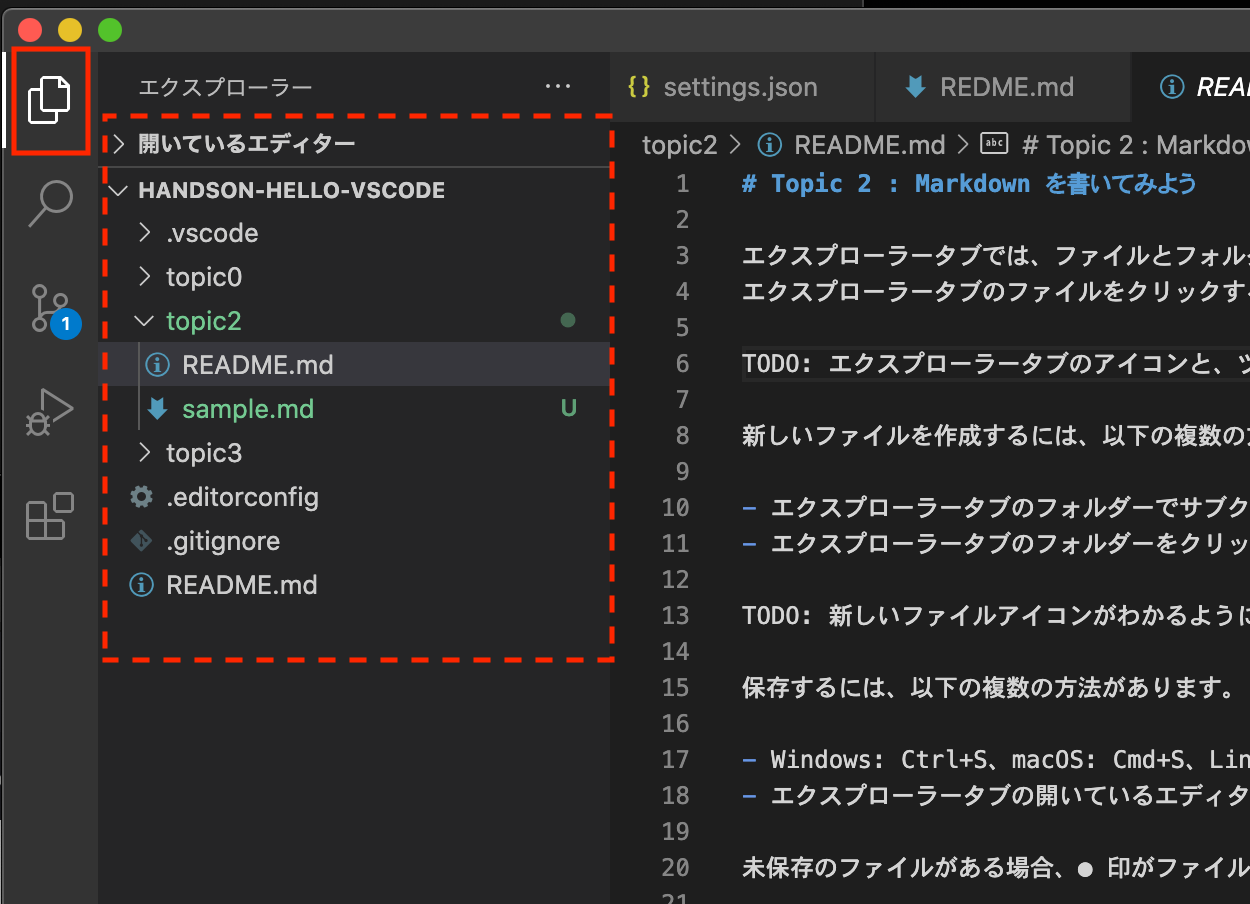 エクスプローラー ...
開いているエディター
HANDSON-HELLO-VSCODE
.vscode
topic0
topic2
README.md
sample.md U
topic3
.editorconfig
.gitignore
README.md
1
{} settings.json
REDME.md
REA
topic2 > README.md > abc # Topic 2 : Markdo
1 # Topic 2 : Markdown を書いてみよう
2
3 エクスプローラータブでは、ファイルとフォル
4 エクスプローラータブのファイルをクリックす
5
6 TODO: エクスプローラータブのアイコンと、ツ
7
8 新しいファイルを作成するには、以下の複数の
9
10 - エクスプローラータブのフォルダーでサブク
11 - エクスプローラータブのフォルダーをクリッ
12
13 TODO: 新しいファイルアイコンがわかるように
14
15 保存するには、以下の複数の方法があります。
16
17 - Windows: Ctrl+S、macOS: Cmd+S、Lin
18 - エクスプローラータブの開いているエディタ
19
20 未保存のファイルがある場合、● 印がファイル
21